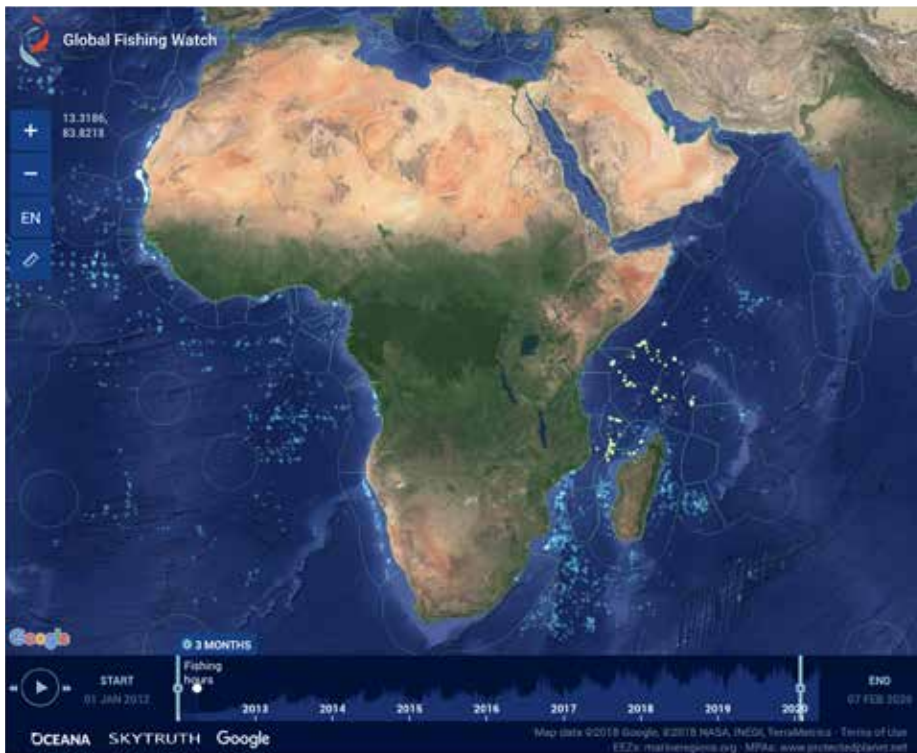 Global Fishing Watch
+
13.3186,
83.8218
−
EN
Google
3 MONTHS
Fishing
hours
START
01 JAN 2012
2013
2014
2015
2016
2017
2018
2019
2020
END
07 FEB 2020
OCEANA SKYTRUTH Google
Map data ©2018 Google, ©2018 NASA, INEGI, TerraMetrics - Terms of Use
EEZs: marineregions.org - MPAs: www.protectedplanet.net